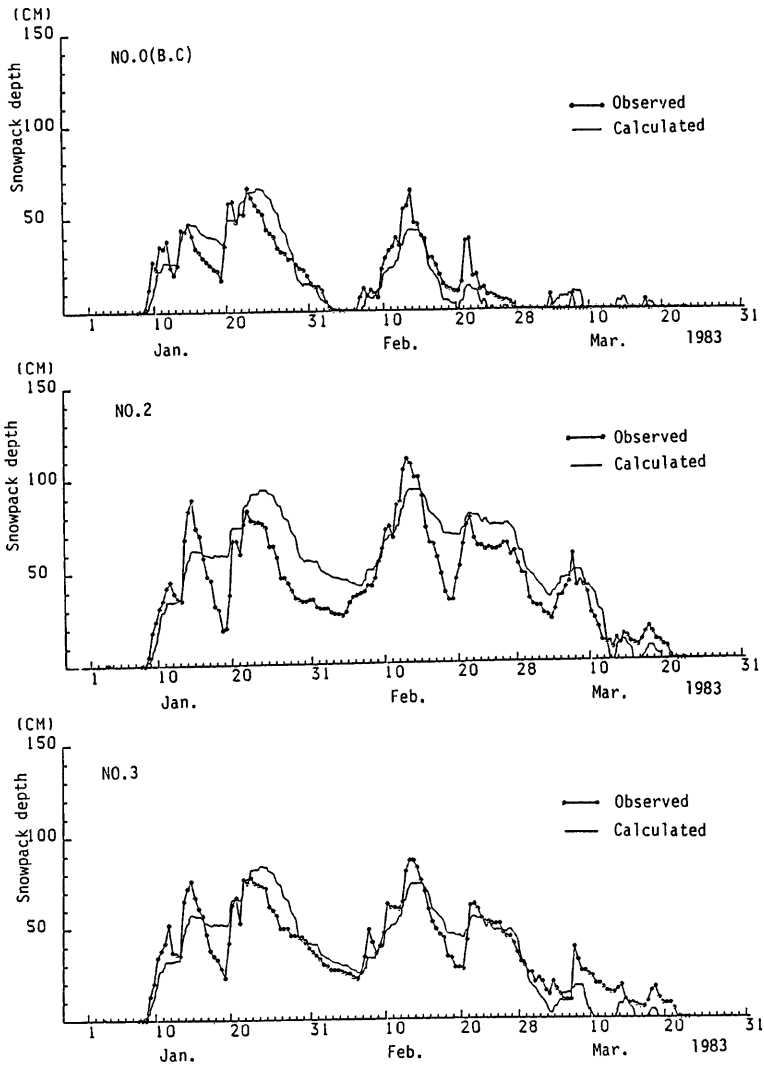 (CM)
150
NO.0(B.C)
Observed
Calculated
100
50
Snowpack depth
1 10 20 31 10 20 28 10 20 31
Jan. Feb. Mar. 1983
(CM)
150
NO.2
Observed
Calculated
100
50
Snowpack depth
1 10 20 31 10 20 28 10 20 31
Jan. Feb. Mar. 1983
(CM)
150
NO.3
Observed
Calculated
100
50
Snowpack depth
1 10 20 31 10 20 28 10 20 31
Jan. Feb. Mar. 1983